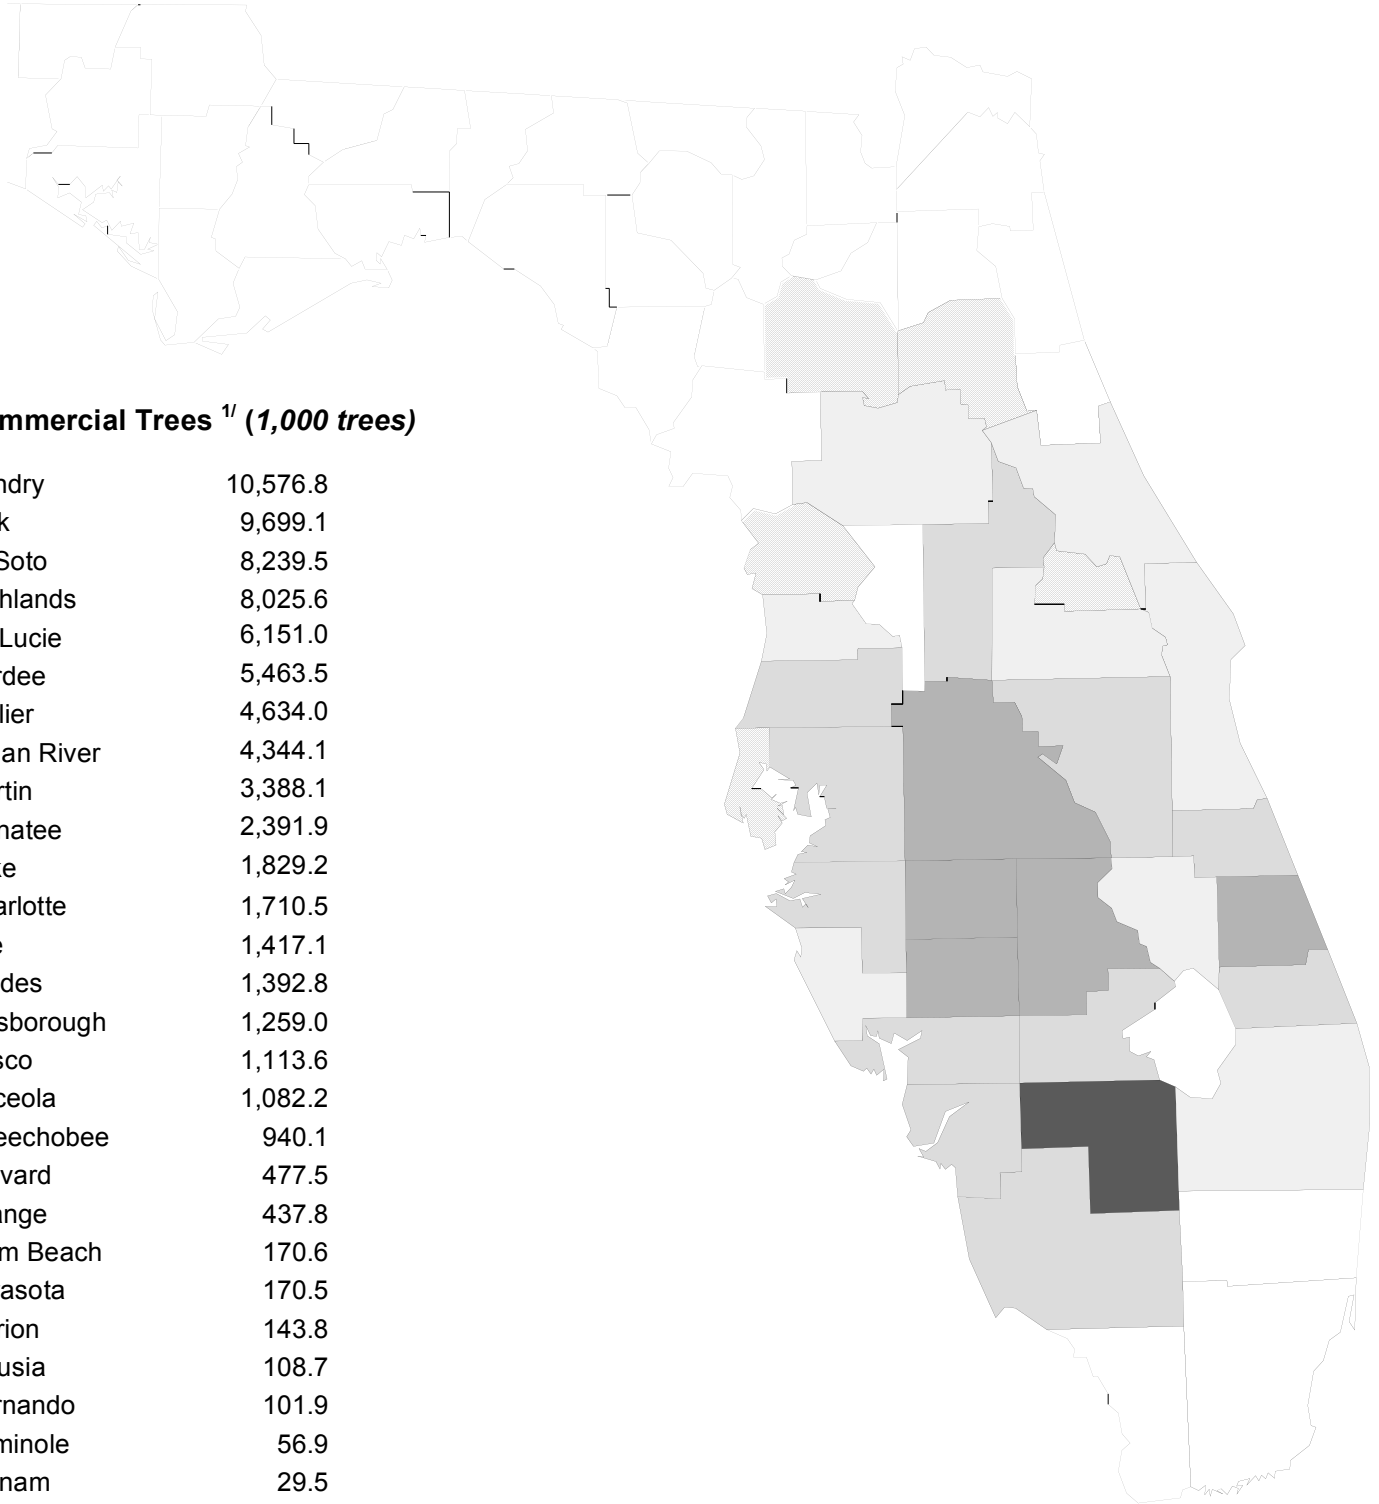 mmercial Trees 1/ (1,000 trees)
ndry 10,576.8
k 9,699.1
Soto 8,239.5
hlands 8,025.6
Lucie 6,151.0
rdee 5,463.5
lier 4,634.0
an River 4,344.1
rtin 3,388.1
natee 2,391.9
ke 1,829.2
arlotte 1,710.5
e 1,417.1
des 1,392.8
sborough 1,259.0
sco 1,113.6
ceola 1,082.2
eechobee 940.1
vard 477.5
ange 437.8
m Beach 170.6
asota 170.5
rion 143.8
usia 108.7
rnando 101.9
minole 56.9
nam 29.5